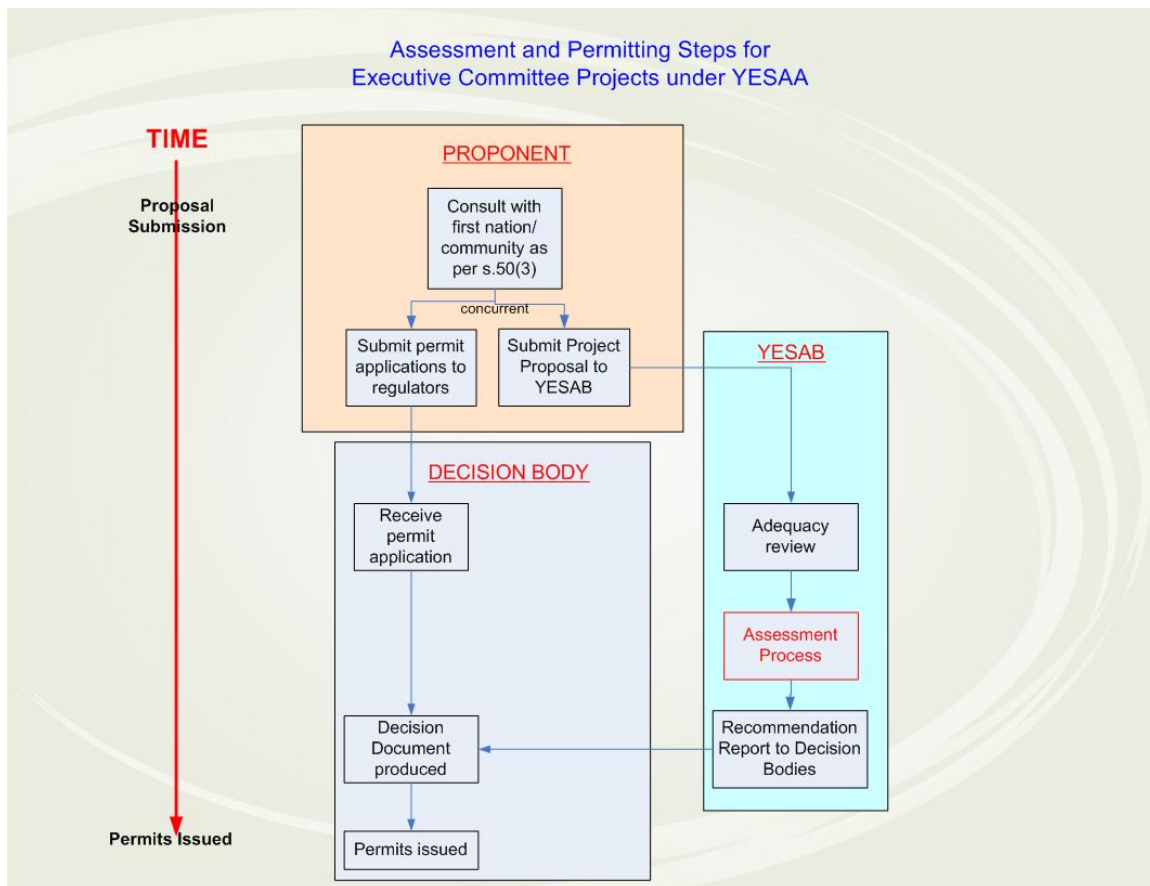 Assessment and Permitting Steps for
Executive Committee Projects under YESAA
TIME
Proposal
Submission
PROPONENT
Consult with
first nation/
community as
per s.50(3)
concurrent
Submit permit
applications to
regulators
Submit Project
Proposal to
YESAB
YESAB
DECISION BODY
Receive
permit
application
Adequacy
review
Assessment
Process
Decision
Document
produced
Recommendation
Report to Decision
Bodies
Permits issued
Permits Issued